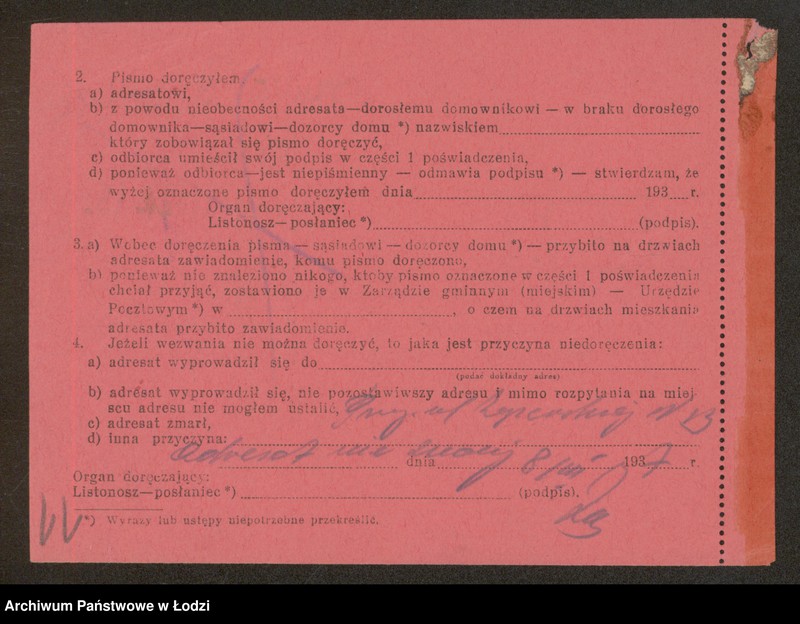 2. Pismo doręczyłem
a) adresatowi,
b) z powodu nieobecności adresata—dorosłemu domownikowi — w braku dorosłego
domownika—sąsiadowi—dozorcy domu *) nazwiskiem
który zobowiązał się pismo doręczyć,
c) odbiorca umieścił swój podpis w części 1 poświadczenia,
d) ponieważ odbiorca—jest niepiśmienny — odmawia podpisu *) — stwierdzam, że
wyżej oznaczone pismo doręczyłem dnia 193 r.
Organ doręczający:
Listonosz—posłaniec *) (podpis).
3. a) Wobec doręczenia pisma — sąsiadowi — dozorcy domu *) — przybito na drzwiach
adresata zawiadomienie, komu pismo doręczono,
b) ponieważ nie znaleziono nikogo, ktoby pismo oznaczone w części 1 poświadczenia
chciał przyjąć, zostawiono je w Zarządzie gminnym (miejskim) — Urzędzie
Pocztowym *) w , o czem na drzwiach mieszkania
adresata przybito zawiadomienie.
4. Jeżeli wezwania nie można doręczyć, to jaka jest przyczyna niedoręczenia:
a) adresat wyprowadził się do
(podać dokładny adres)
b) adresat wyprowadził się, nie pozostawiwszy adresu i mimo rozpytania na miej
scu adresu nie mogłem ustalić,
c) adresat zmarł, 13
d) inna przyczyna:
Adresat nie dnia 8 1937 r.
Organ doręczający:
Listonosz—posłaniec *) (podpis).
*) Wyrazy lub ustępy niepotrzebne przekreślić.
Archiwum Państwowe w Łodzi